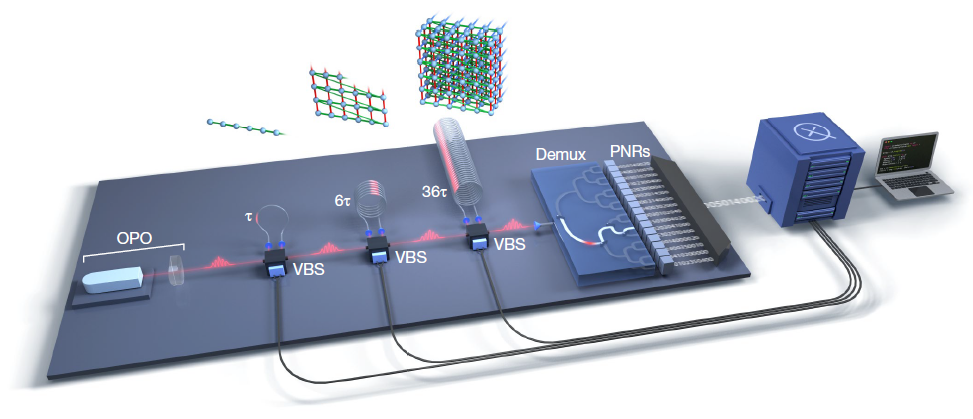 Demux
PNRs
36τ
6τ
τ
OPO
VBS
VBS
VBS